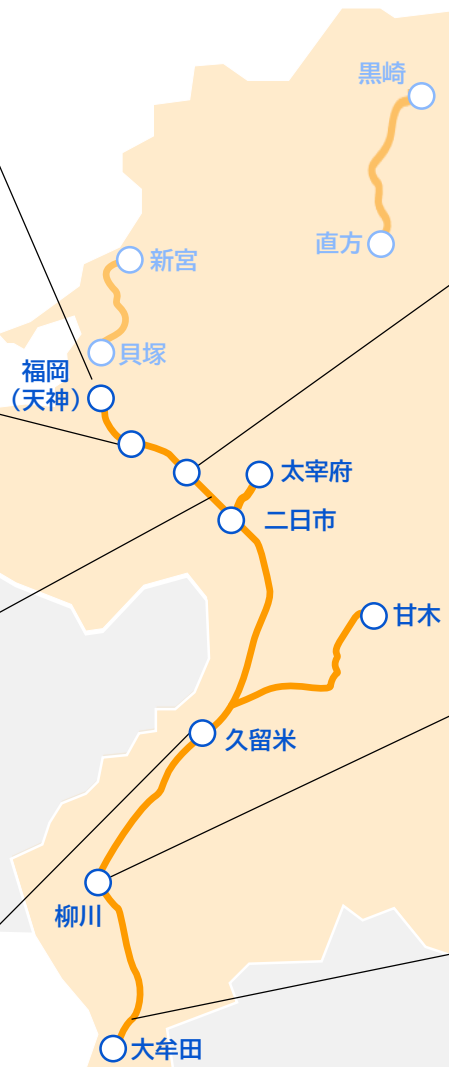 黒崎
直方
新宮
貝塚
福岡
（天神）
太宰府
二日市
甘木
久留米
柳川
大牟田